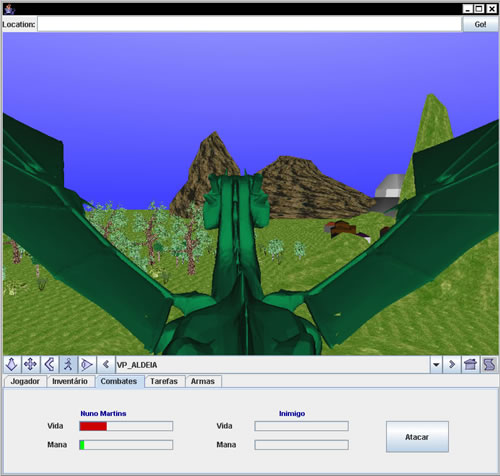 Location: Go!
VP_ALDEIA
Jogador Inventário Combates Tarefas Armas
Nuno Martins Inimigo
Vida Vida
Mana Mana
Atacar